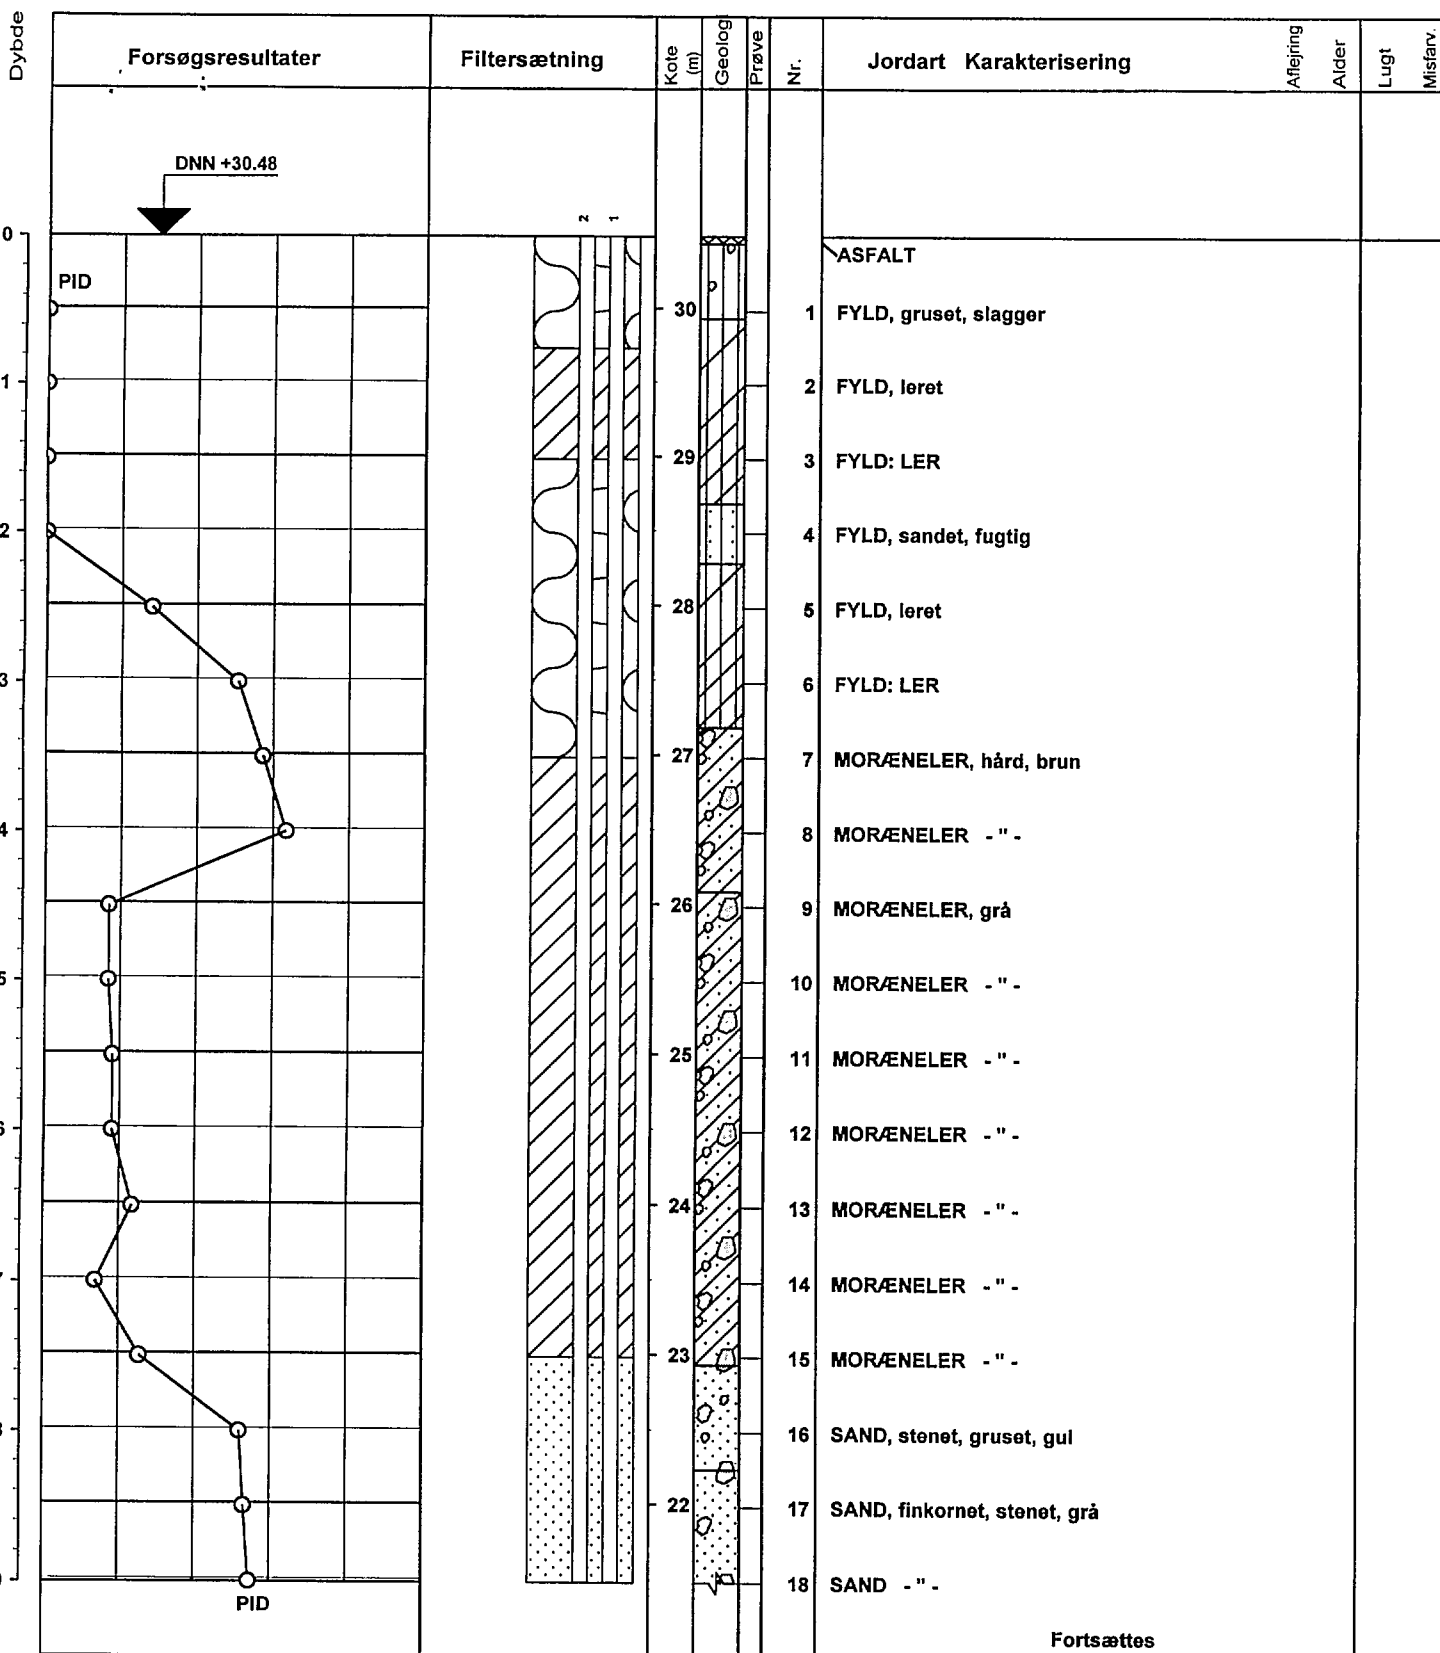 Dybde
Forsøgsresultater
Filtersætning
Kote (m)
Geologi
Prøve
Nr.
Jordart Karakterisering
Aflejring
Alder
Lugt
Misfarv.
DNN +30.48
2 1
0
ASFALT
PID
30 1 FYLD, gruset, slagger
1 2 FYLD, leret
29 3 FYLD: LER
2 4 FYLD, sandet, fugtig
28 5 FYLD, leret
3 6 FYLD: LER
27 7 MORÆNELER, hård, brun
4 8 MORÆNELER - " -
26 9 MORÆNELER, grå
5 10 MORÆNELER - " -
25 11 MORÆNELER - " -
6 12 MORÆNELER - " -
24 13 MORÆNELER - " -
14 MORÆNELER - " -
23 15 MORÆNELER - " -
16 SAND, stenet, gruset, gul
22 17 SAND, finkornet, stenet, grå
18 SAND - " -
PID
Fortsættes